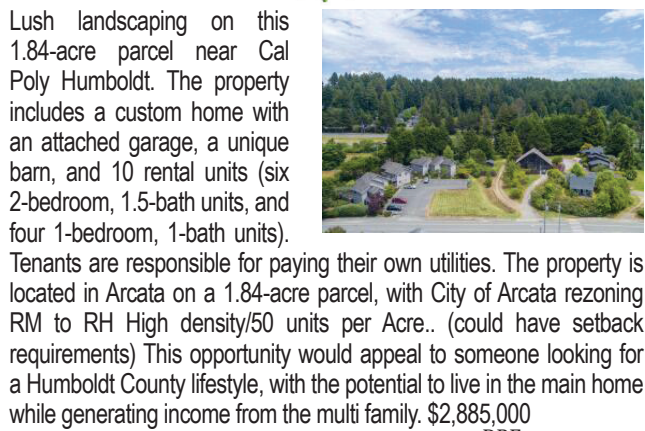 Lush landscaping on this
1.84-acre parcel near Cal
Poly Humboldt. The property
includes a custom home with
an attached garage, a unique
barn, and 10 rental units (six
2-bedroom, 1.5-bath units, and
four 1-bedroom, 1-bath units).
Tenants are responsible for paying their own utilities. The property is
located in Arcata on a 1.84-acre parcel, with City of Arcata rezoning
RM to RH High density/50 units per Acre.. (could have setback
requirements) This opportunity would appeal to someone looking for
a Humboldt County lifestyle, with the potential to live in the main home
while generating income from the multi family. $2,885,000